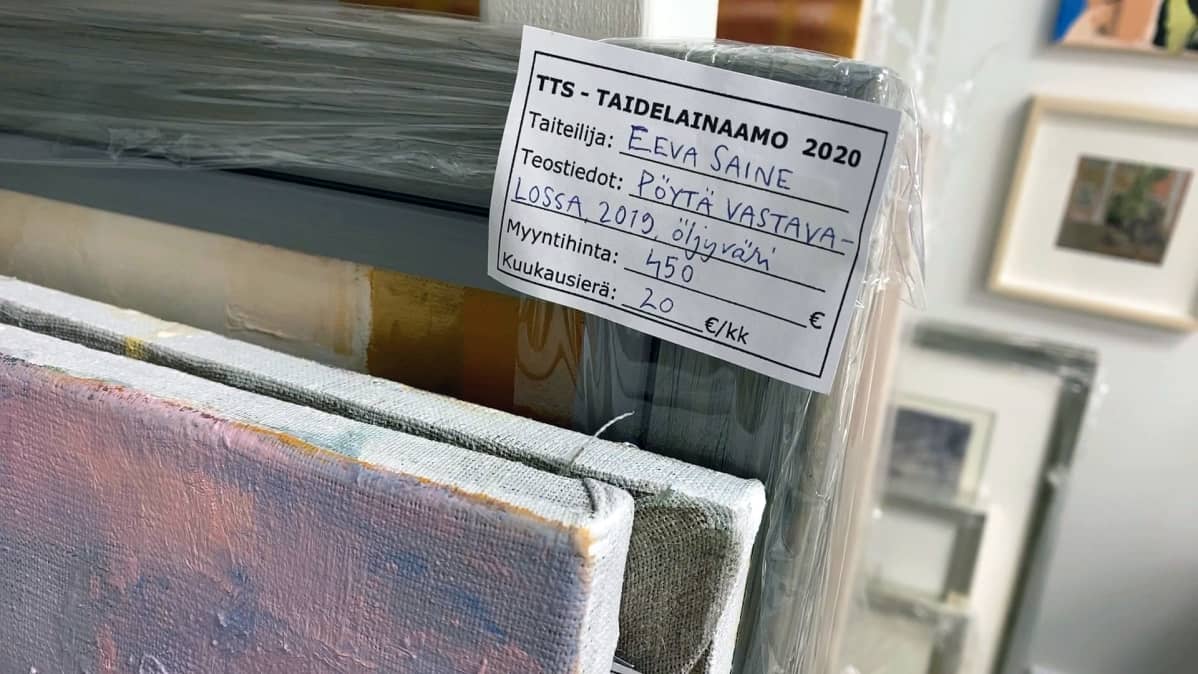 TTS - TAIDELAINAAMO 2020
Taiteilija: EEVA SAINE
Teostiedot: PÖYTÄ VASTAVA-
LOSSA, 2019, öljyväri
Myyntihinta: 450 €
Kuukausierä: 20 €/kk